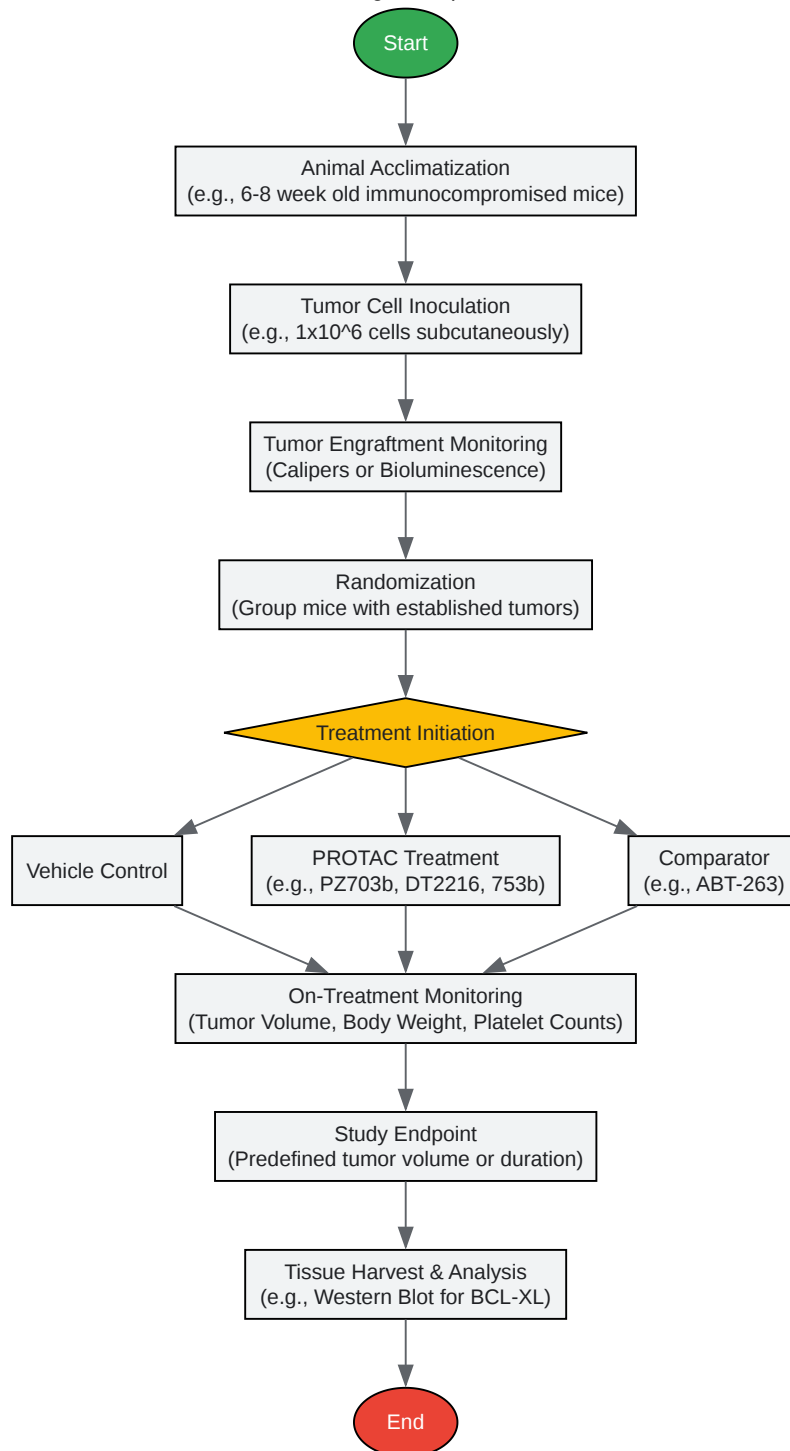 Start
Animal Acclimatization
(e.g., 6-8 week old immunocompromised mice)
Tumor Cell Inoculation
(e.g., 1x10^6 cells subcutaneously)
Tumor Engraftment Monitoring
(Calipers or Bioluminescence)
Randomization
(Group mice with established tumors)
Treatment Initiation
Vehicle Control
PROTAC Treatment
(e.g., PZ703b, DT2216, 753b)
Comparator
(e.g., ABT-263)
On-Treatment Monitoring
(Tumor Volume, Body Weight, Platelet Counts)
Study Endpoint
(Predefined tumor volume or duration)
Tissue Harvest & Analysis
(e.g., Western Blot for BCL-XL)
End